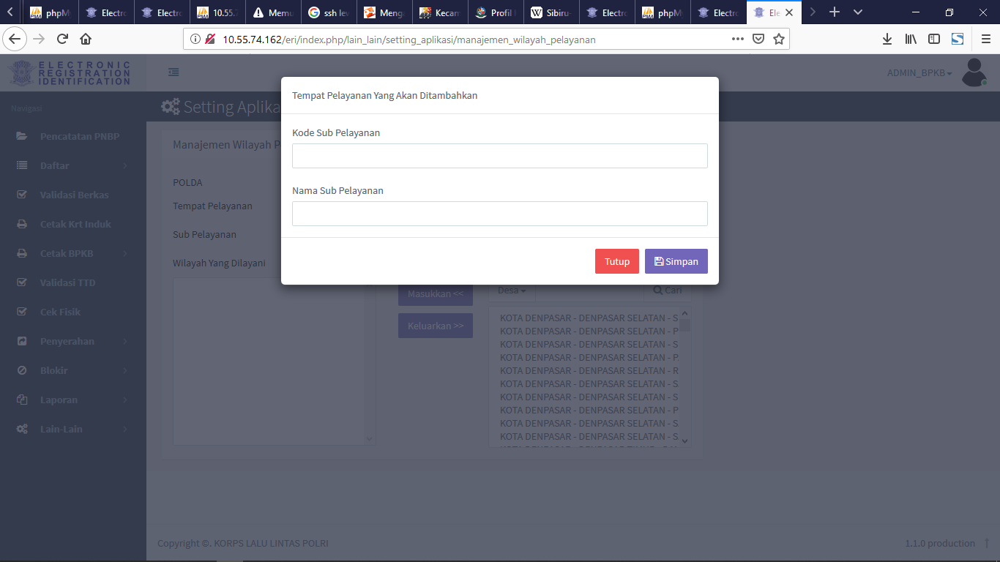 phpM
Electro
Electro
10.55.7
Memu
ssh lev
Menga
Kecam
Profil
Sibiru-
Electro
phpMy
Electro
Ele
10.55.74.162/eri/index.php/lain_lain/setting_aplikasi/manajemen_wilayah_pelayanan
ELECTRONIC
REGISTRATION
IDENTIFICATION
ADMIN_BPKB
Navigasi
Setting Aplika
Pencatatan PNBP
Daftar
Validasi Berkas
Cetak Krt Induk
Cetak BPKB
Validasi TTD
Cek Fisik
Penyerahan
Blokir
Laporan
Lain-Lain
Manajemen Wilayah P
POLDA
Tempat Pelayanan
Sub Pelayanan
Wilayah Yang Dilayani
Tempat Pelayanan Yang Akan Ditambahkan
Kode Sub Pelayanan
Nama Sub Pelayanan
Tutup
Simpan
Masukkan <<
Keluarkan >>
Desa
Cari
KOTA DENPASAR - DENPASAR SELATAN - S
KOTA DENPASAR - DENPASAR SELATAN - P
KOTA DENPASAR - DENPASAR SELATAN - S
KOTA DENPASAR - DENPASAR SELATAN - P
KOTA DENPASAR - DENPASAR SELATAN - R
KOTA DENPASAR - DENPASAR SELATAN - S
KOTA DENPASAR - DENPASAR SELATAN - S
KOTA DENPASAR - DENPASAR SELATAN - P
KOTA DENPASAR - DENPASAR SELATAN - S
KOTA DENPASAR - DENPASAR SELATAN - S
Copyright ©. KORPS LALU LINTAS POLRI
1.1.0 production